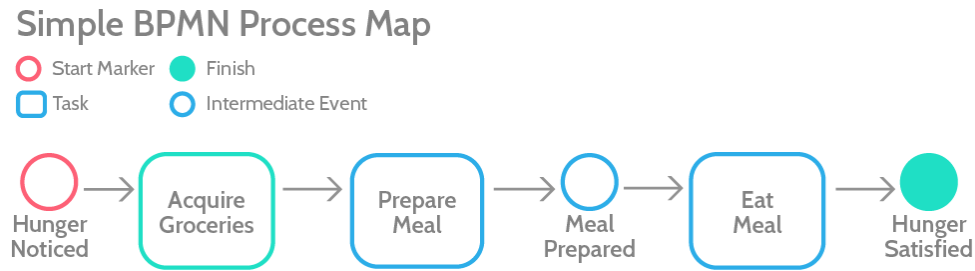 Simple BPMN Process Map
Start Marker
Finish
Task
Intermediate Event
Hunger
Noticed
Acquire
Groceries
Prepare
Meal
Meal
Prepared
Eat
Meal
Hunger
Satisfied